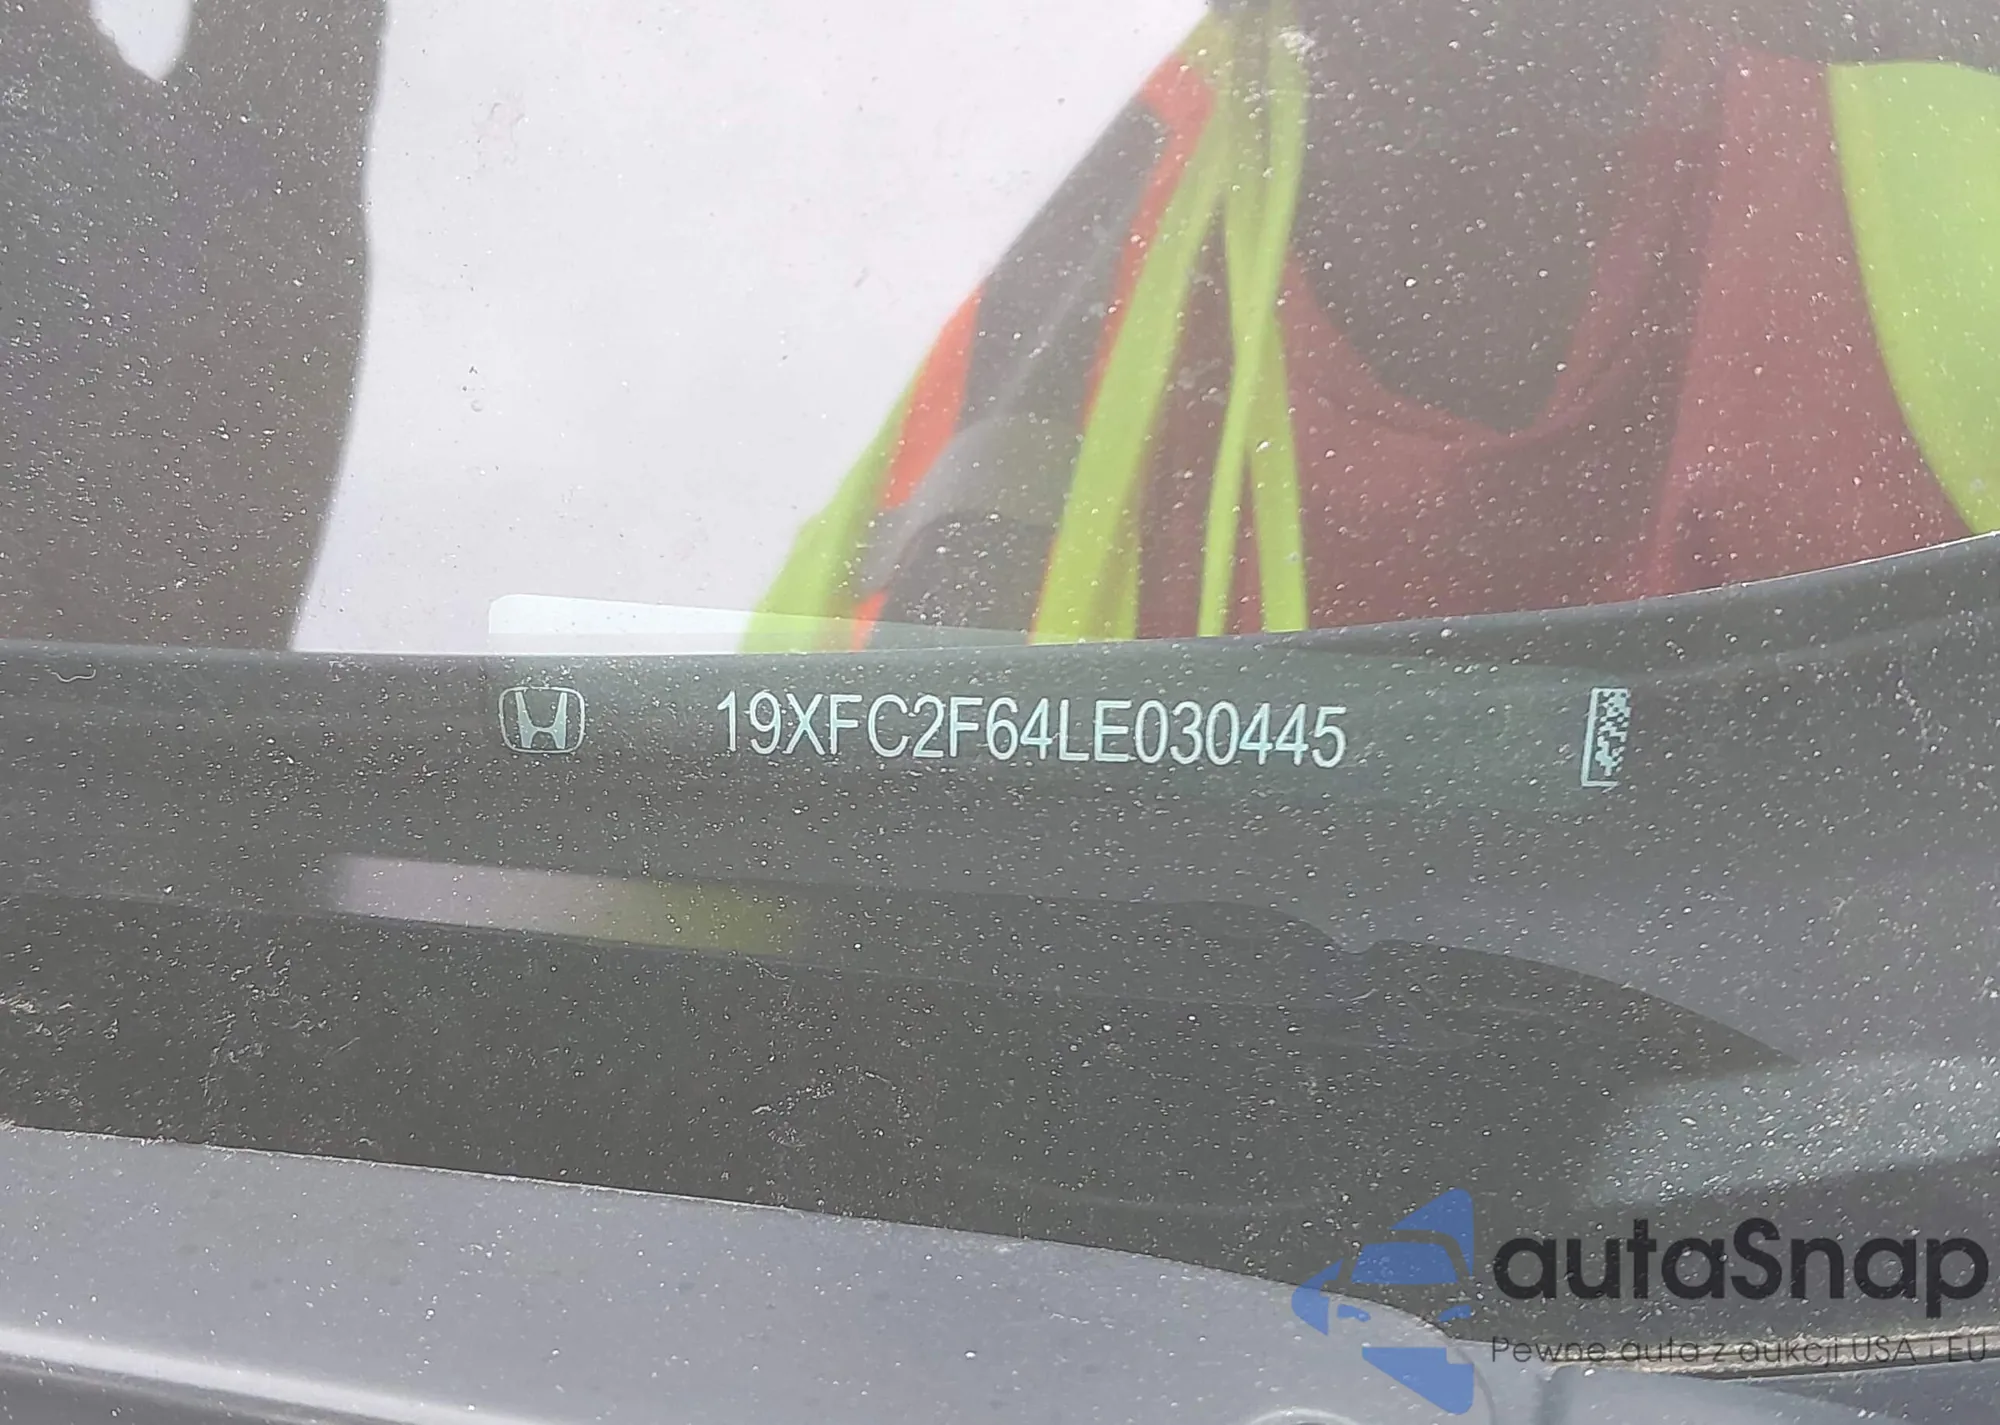 19XFC2F64LE030445
autaSnap
Pewne auta z aukcji USA i EU